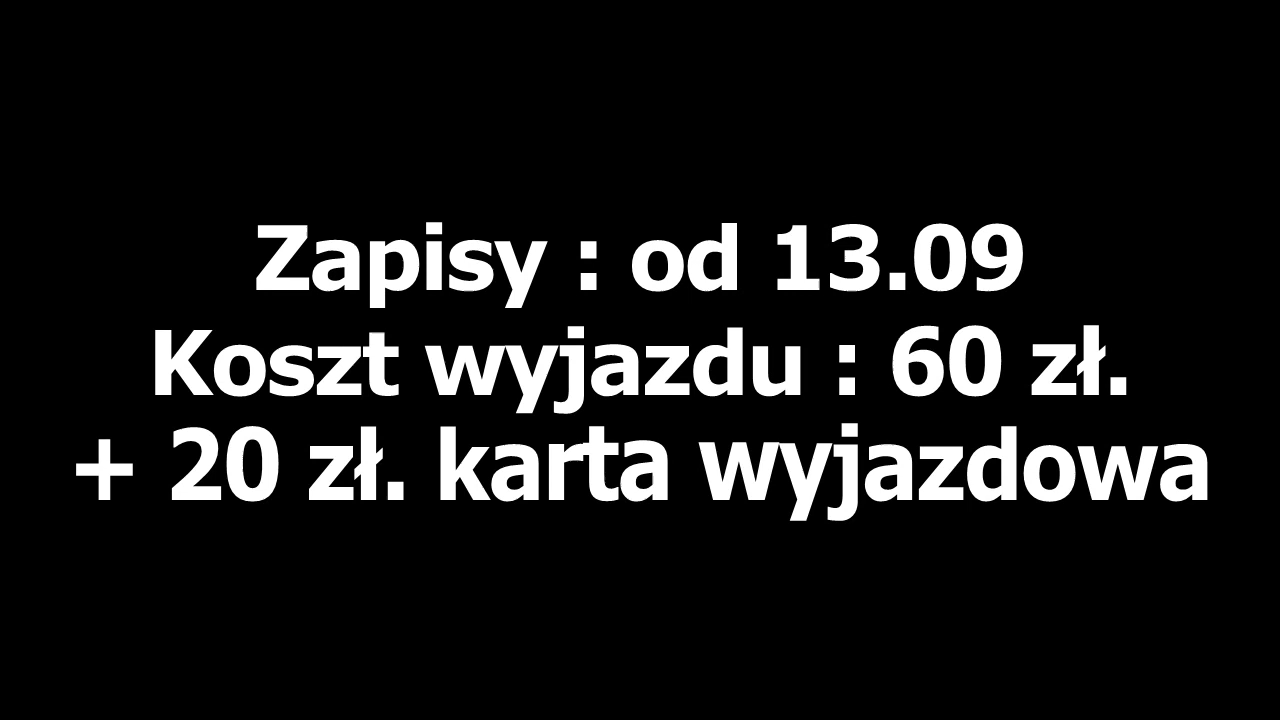 Zapisy : od 13.09
Koszt wyjazdu : 60 zł.
+ 20 zł. karta wyjazdowa